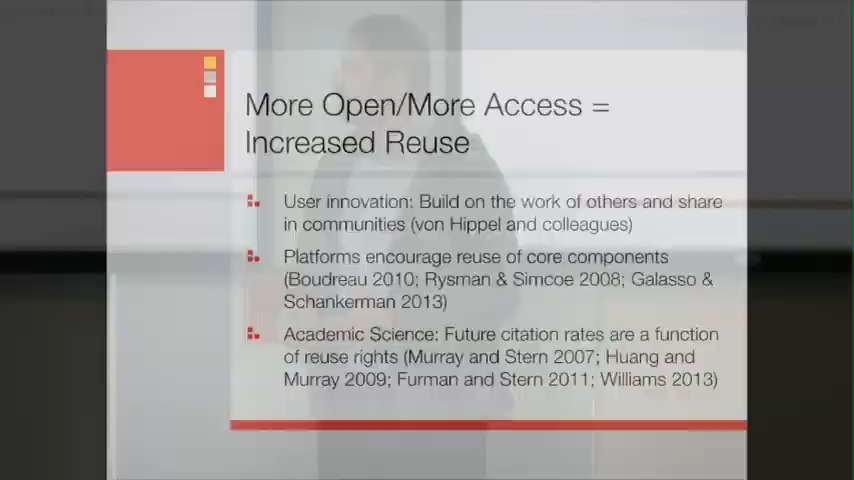 More Open/More Access =
Increased Reuse
User innovation: Build on the work of others and share
in communities (von Hippel and colleagues)
Platforms encourage reuse of core components
(Boudreau 2010; Rysman & Simcoe 2008; Galasso &
Schankerman 2013)
Academic Science: Future citation rates are a function
of reuse rights (Murray and Stern 2007; Huang and
Murray 2009; Furman and Stern 2011; Williams 2013)